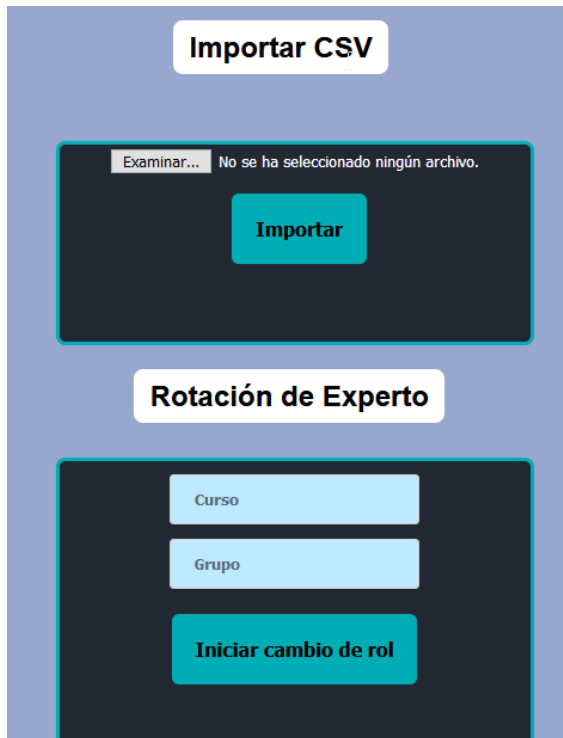 Importar CSV
Examinar... No se ha seleccionado ningún archivo.
Importar
Rotación de Experto
Curso
Grupo
Iniciar cambio de rol